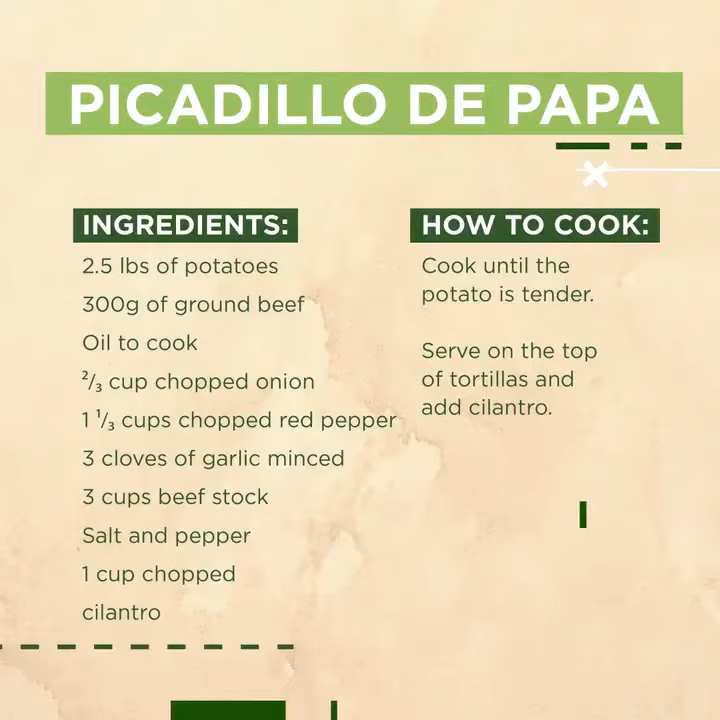 PICADILLO DE PAPA
INGREDIENTS:
2.5 lbs of potatoes
300g of ground beef
Oil to cook
²/₃ cup chopped onion
1 ¹/₃ cups chopped red pepper
3 cloves of garlic minced
3 cups beef stock
Salt and pepper
1 cup chopped
cilantro
HOW TO COOK:
Cook until the
potato is tender.
Serve on the top
of tortillas and
add cilantro.